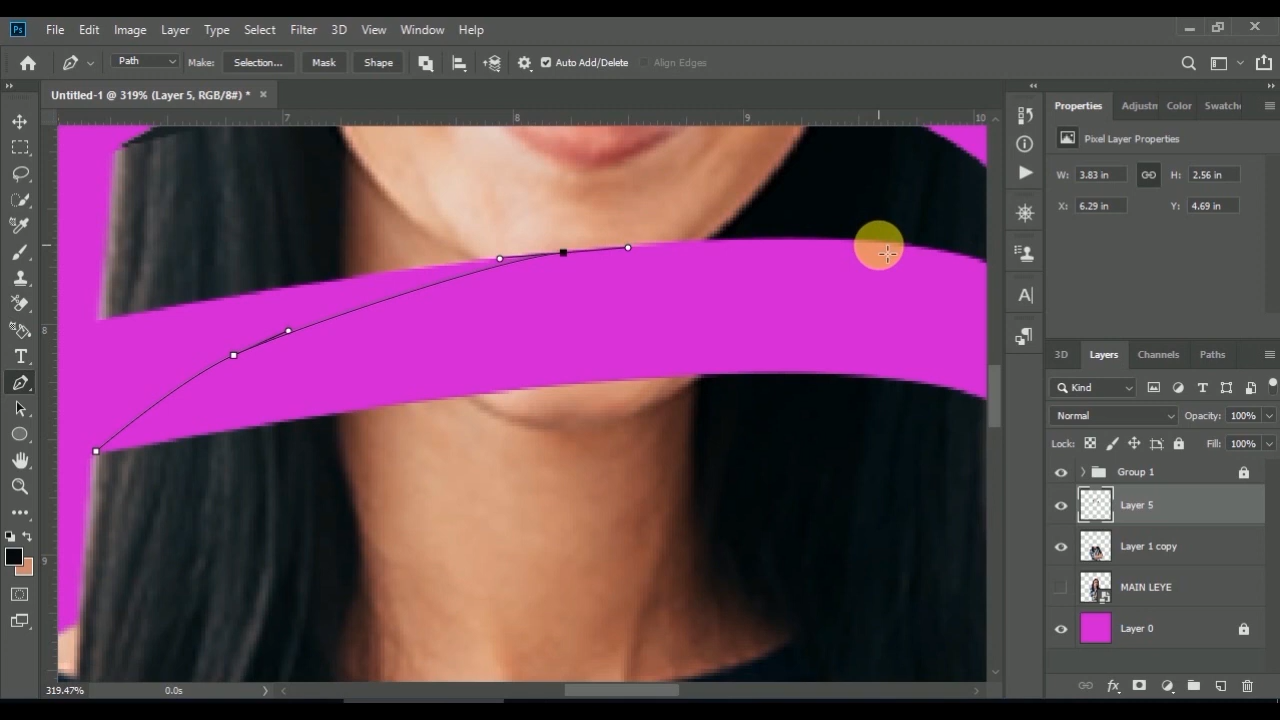 Ps File Edit Image Layer Type Select Filter 3D View Window Help
Path Make: Selection... Mask Shape Auto Add/Delete Align Edges
Untitled-1 @ 319% (Layer 5, RGB/8#) *
7 8 9 10
8
9
Properties Adjustn Color Swatche
Pixel Layer Properties
W: 3.83 in H: 2.56 in
X: 6.29 in Y: 4.69 in
3D Layers Channels Paths
Kind
Normal Opacity: 100%
Lock: Fill: 100%
Group 1
Layer 5
Layer 1 copy
MAIN LEYE
Layer 0
319.47% 0.0s